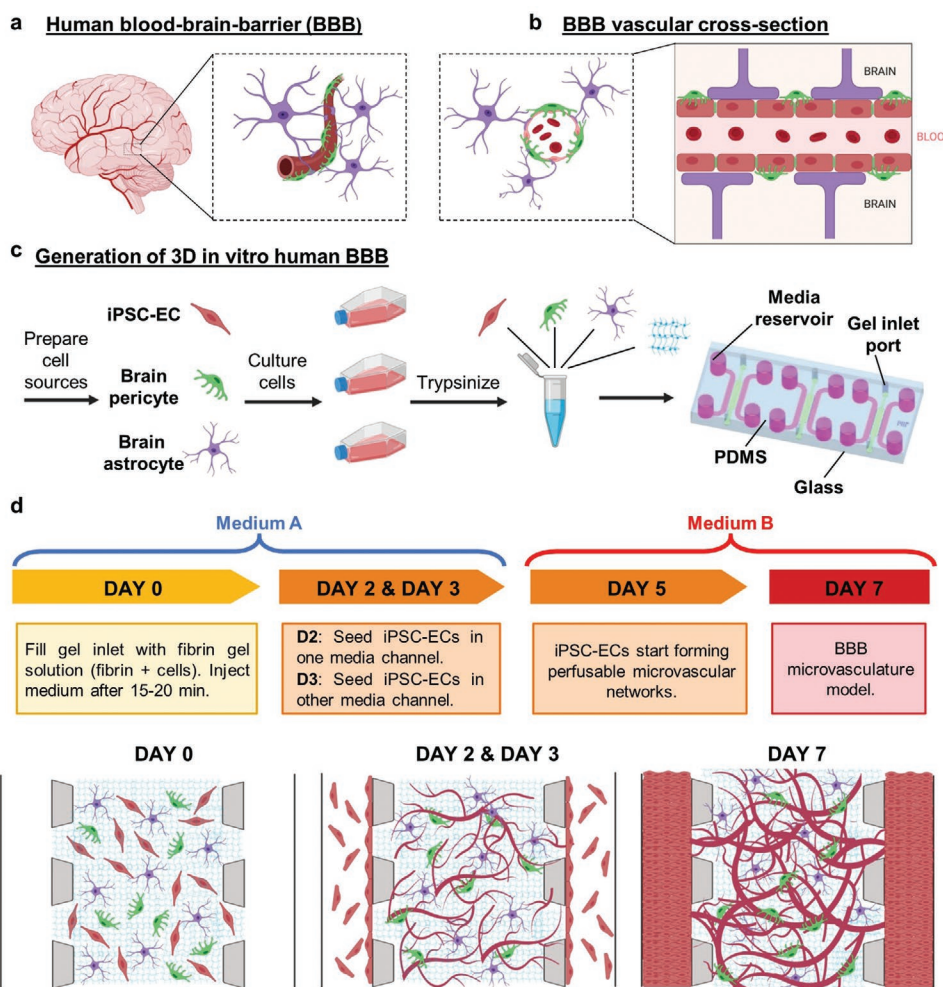 a Human blood-brain-barrier (BBB)
b BBB vascular cross-section
BRAIN
BLOO
BRAIN
c Generation of 3D in vitro human BBB
Prepare
cell
sources
iPSC-EC
Brain
pericyte
Brain
astrocyte
Culture
cells
Trypsinize
Media
reservoir
Gel inlet
port
PDMS
Glass
d
Medium A
Medium B
DAY 0
DAY 2 & DAY 3
DAY 5
DAY 7
Fill gel inlet with fibrin gel
solution (fibrin + cells). Inject
medium after 15-20 min.
D2: Seed iPSC-ECs in
one media channel.
D3: Seed iPSC-ECs in
other media channel.
iPSC-ECs start forming
perfusable microvascular
networks.
BBB
microvasculature
model.
DAY 0
DAY 2 & DAY 3
DAY 7